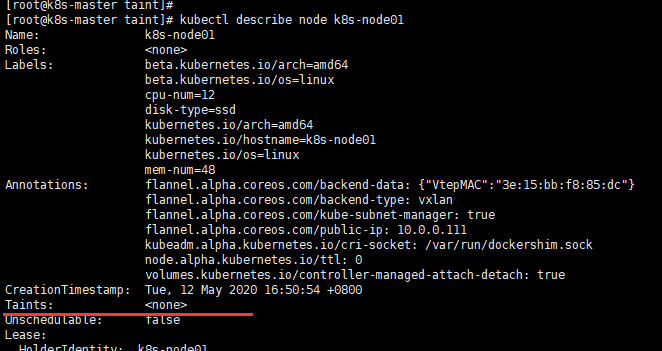 [root@k8s-master taint]#
[root@k8s-master taint]# kubectl describe node k8s-node01
Name:               k8s-node01
Roles:              <none>
Labels:             beta.kubernetes.io/arch=amd64
                    beta.kubernetes.io/os=linux
                    cpu-num=12
                    disk-type=ssd
                    kubernetes.io/arch=amd64
                    kubernetes.io/hostname=k8s-node01
                    kubernetes.io/os=linux
                    mem-num=48
Annotations:        flannel.alpha.coreos.com/backend-data: {"VtepMAC":"3e:15:bb:f8:85:dc"}
                    flannel.alpha.coreos.com/backend-type: vxlan
                    flannel.alpha.coreos.com/kube-subnet-manager: true
                    flannel.alpha.coreos.com/public-ip: 10.0.0.111
                    kubeadm.alpha.kubernetes.io/cri-socket: /var/run/dockershim.sock
                    node.alpha.kubernetes.io/ttl: 0
                    volumes.kubernetes.io/controller-managed-attach-detach: true
CreationTimestamp:  Tue, 12 May 2020 16:50:54 +0800
Taints:             <none>
Unschedulable:      false
Lease:
  HolderIdentity:  k8s-node01